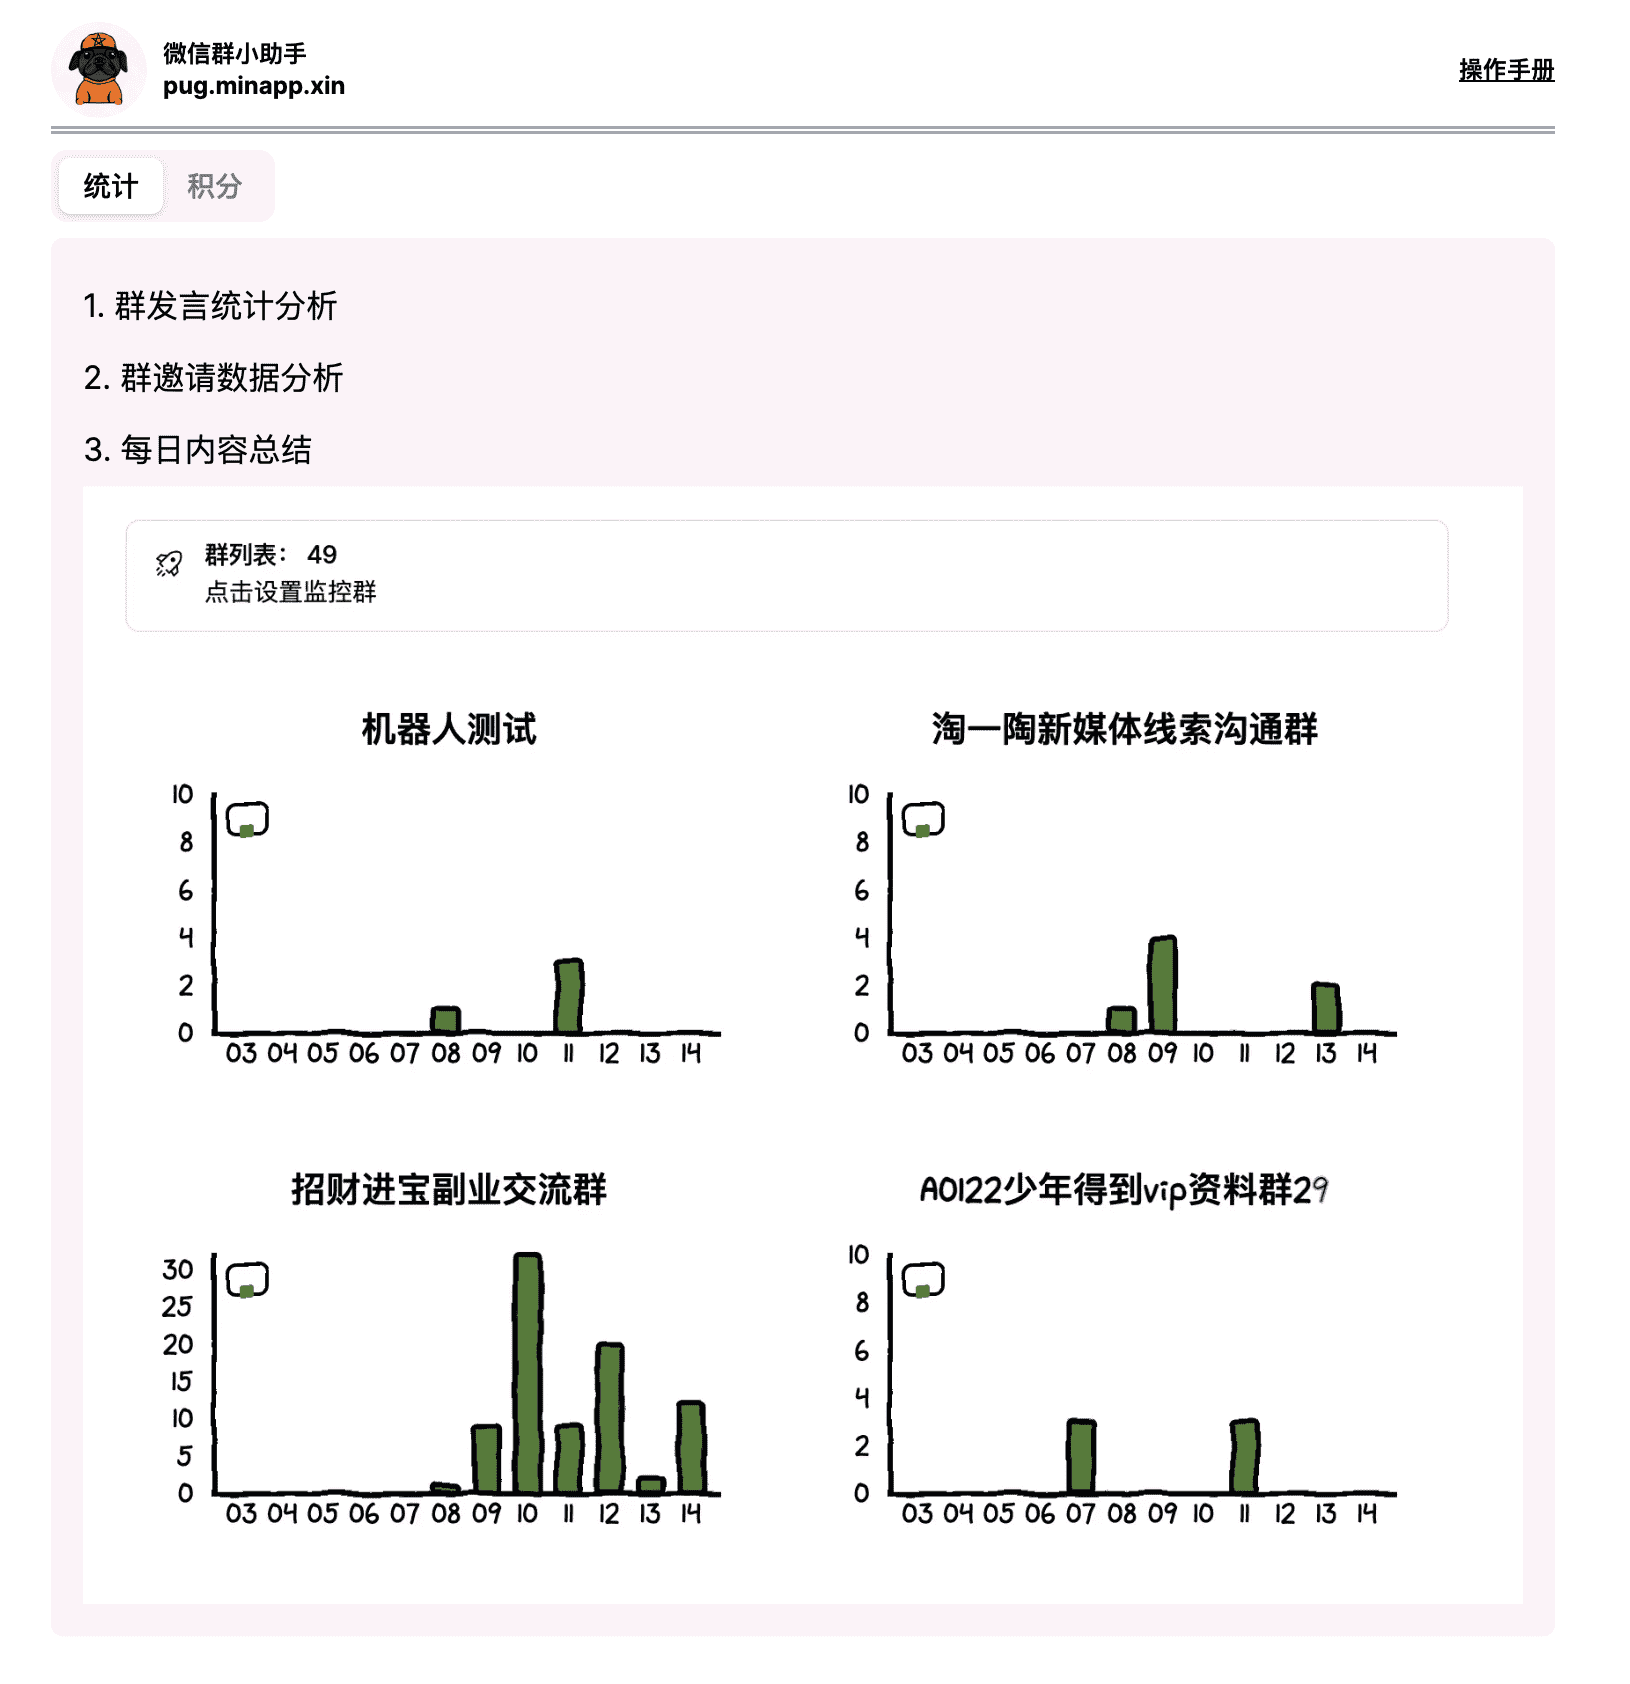 微信群小助手
pug.minapp.xin
操作手册
统计
积分
1. 群发言统计分析
2. 群邀请数据分析
3. 每日内容总结
群列表： 49
点击设置监控群
机器人测试
10
8
6
4
2
0
03 04 05 06 07 08 09 10 11 12 13 14
淘一陶新媒体线索沟通群
10
8
6
4
2
0
03 04 05 06 07 08 09 10 11 12 13 14
招财进宝副业交流群
30
25
20
15
10
5
0
03 04 05 06 07 08 09 10 11 12 13 14
A0122少年得到vip资料群29
10
8
6
4
2
0
03 04 05 06 07 08 09 10 11 12 13 14